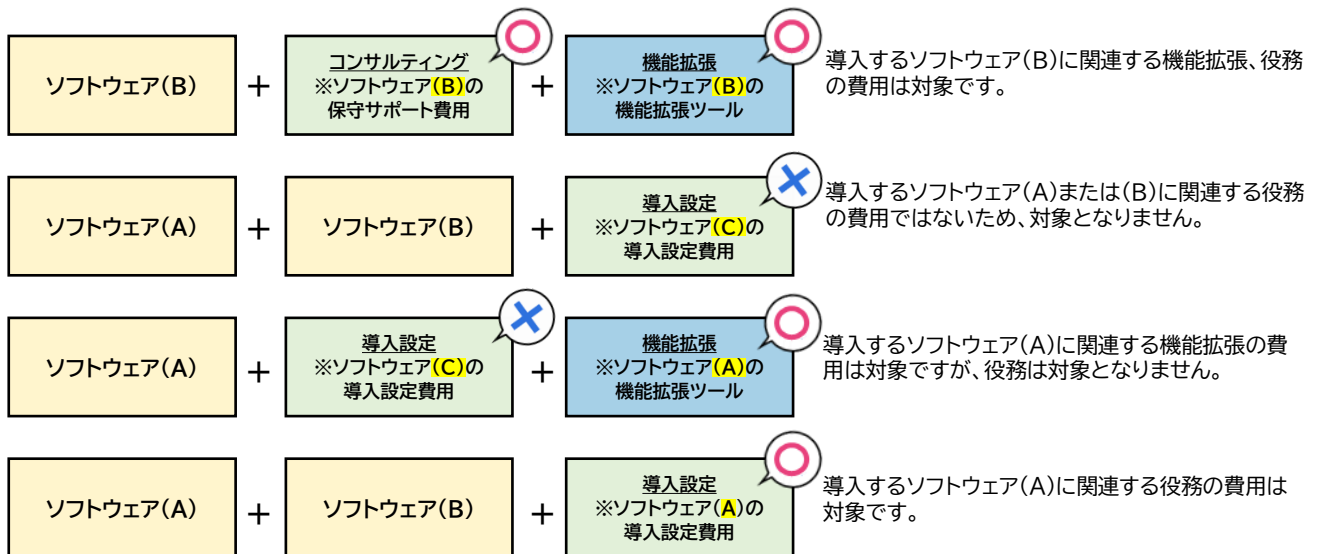 ソフトウェア(B)
+
コンサルティング
※ソフトウェア(B)の
保守サポート費用
+
機能拡張
※ソフトウェア(B)の
機能拡張ツール
導入するソフトウェア(B)に関連する機能拡張、役務
の費用は対象です。
ソフトウェア(A)
+
ソフトウェア(B)
+
導入設定
※ソフトウェア(C)の
導入設定費用
導入するソフトウェア(A)または(B)に関連する役務
の費用ではないため、対象となりません。
ソフトウェア(A)
+
導入設定
※ソフトウェア(C)の
導入設定費用
+
機能拡張
※ソフトウェア(A)の
機能拡張ツール
導入するソフトウェア(A)に関連する機能拡張の費
用は対象ですが、役務は対象となりません。
ソフトウェア(A)
+
ソフトウェア(B)
+
導入設定
※ソフトウェア(A)の
導入設定費用
導入するソフトウェア(A)に関連する役務の費用は
対象です。